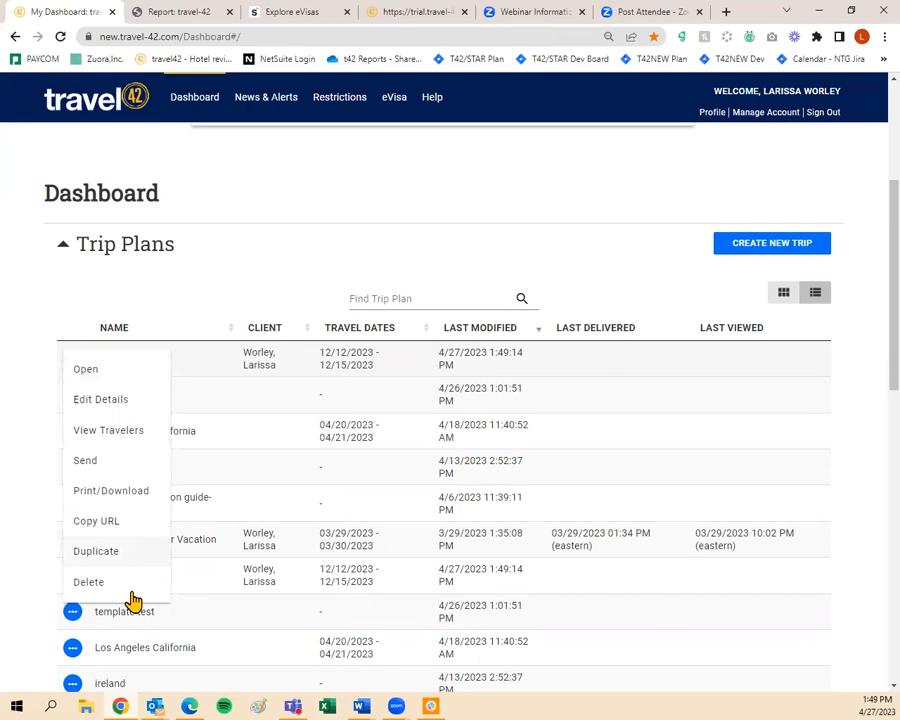 My Dashboard: trav
Report: travel-42
Explore eVisas
https://trial.travel-42.c
Webinar Informatic
Post Attendee - Zo
new.travel-42.com/Dashboard#/
L
PAYCOM
Zuora,Inc.
travel42 - Hotel revi...
NetSuite Login
t42 Reports - Share...
T42/STAR Plan
T42/STAR Dev Board
T42NEW Plan
T42NEW Dev
Calendar - NTG Jira
travel 42
Dashboard
News & Alerts
Restrictions
eVisa
Help
WELCOME, LARISSA WORLEY
Profile | Manage Account | Sign Out
Dashboard
Trip Plans
CREATE NEW TRIP
Find Trip Plan
NAME
CLIENT
TRAVEL DATES
LAST MODIFIED
LAST DELIVERED
LAST VIEWED
Open
Edit Details
View Travelers
Send
Print/Download
Copy URL
Duplicate
Delete
Worley,
Larissa
12/12/2023 -
12/15/2023
4/27/2023 1:49:14
PM
-
4/26/2023 1:01:51
PM
fornia
04/20/2023 -
04/21/2023
4/18/2023 11:40:52
AM
-
4/13/2023 2:52:37
PM
on guide-
-
4/6/2023 11:39:11
PM
r Vacation
Worley,
Larissa
03/29/2023 -
03/30/2023
3/29/2023 1:35:08
PM
03/29/2023 01:34 PM
(eastern)
03/29/2023 10:02 PM
(eastern)
Worley,
Larissa
12/12/2023 -
12/15/2023
4/27/2023 1:49:14
PM
template test
-
4/26/2023 1:01:51
PM
Los Angeles California
04/20/2023 -
04/21/2023
4/18/2023 11:40:52
AM
ireland
-
4/13/2023 2:52:37
1:49 PM
4/27/2023